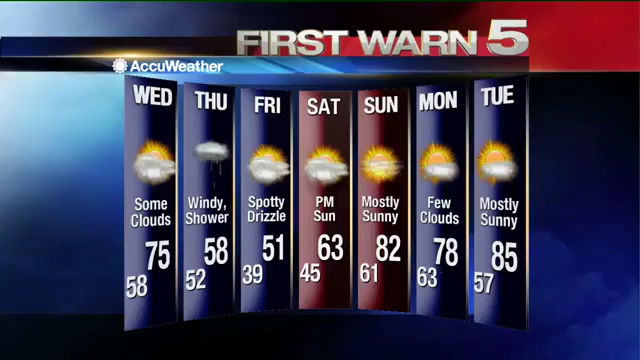 FIRST WARN 5
AccuWeather
WED
Some
Clouds
75
58
THU
Windy,
Shower
58
52
FRI
Spotty
Drizzle
51
39
SAT
PM
Sun
63
45
SUN
Mostly
Sunny
82
61
MON
Few
Clouds
78
63
TUE
Mostly
Sunny
85
57